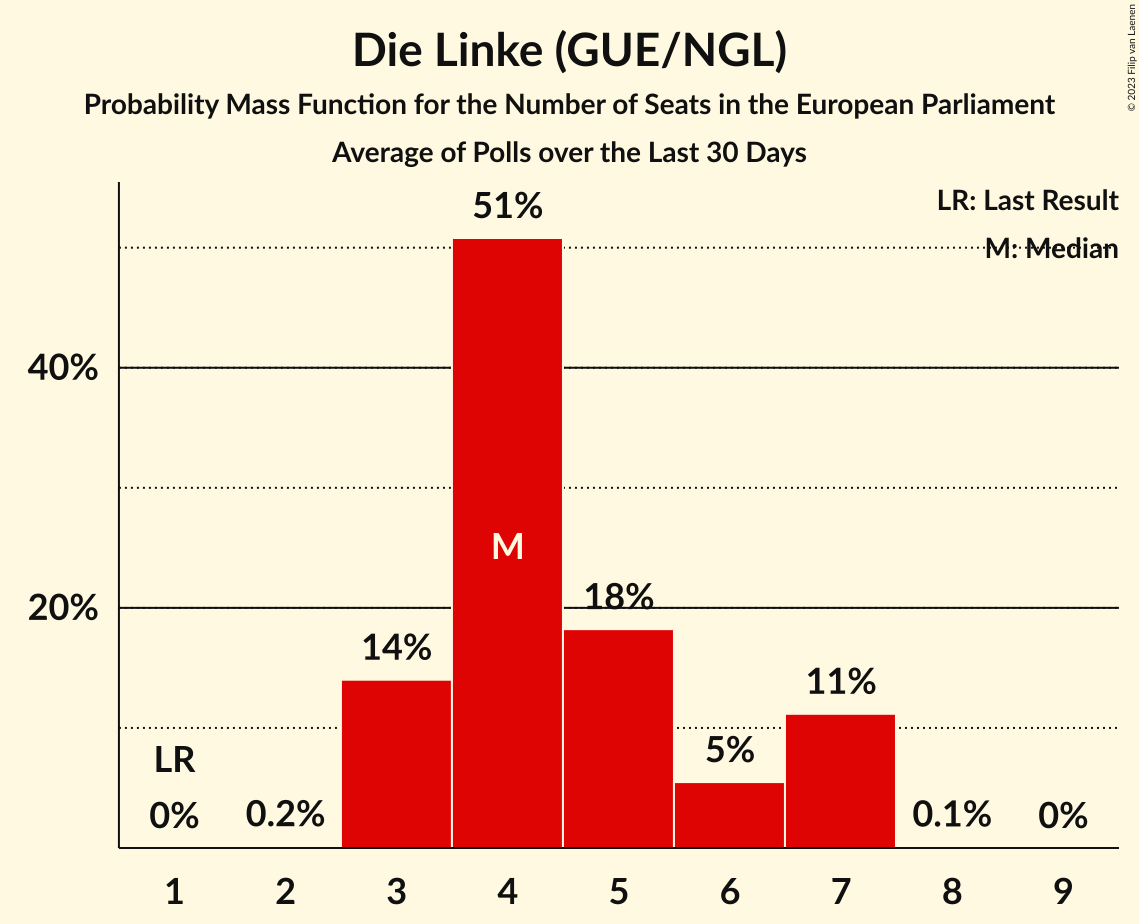 Die Linke (GUE/NGL)
Probability Mass Function for the Number of Seats in the European Parliament
Average of Polls over the Last 30 Days
© 2023 Filip van Laenen
LR: Last Result
M: Median
51%
40%
M
20%
18%
14%
11%
5%
LR
0%
0.2%
0.1%
0%
1 2 3 4 5 6 7 8 9